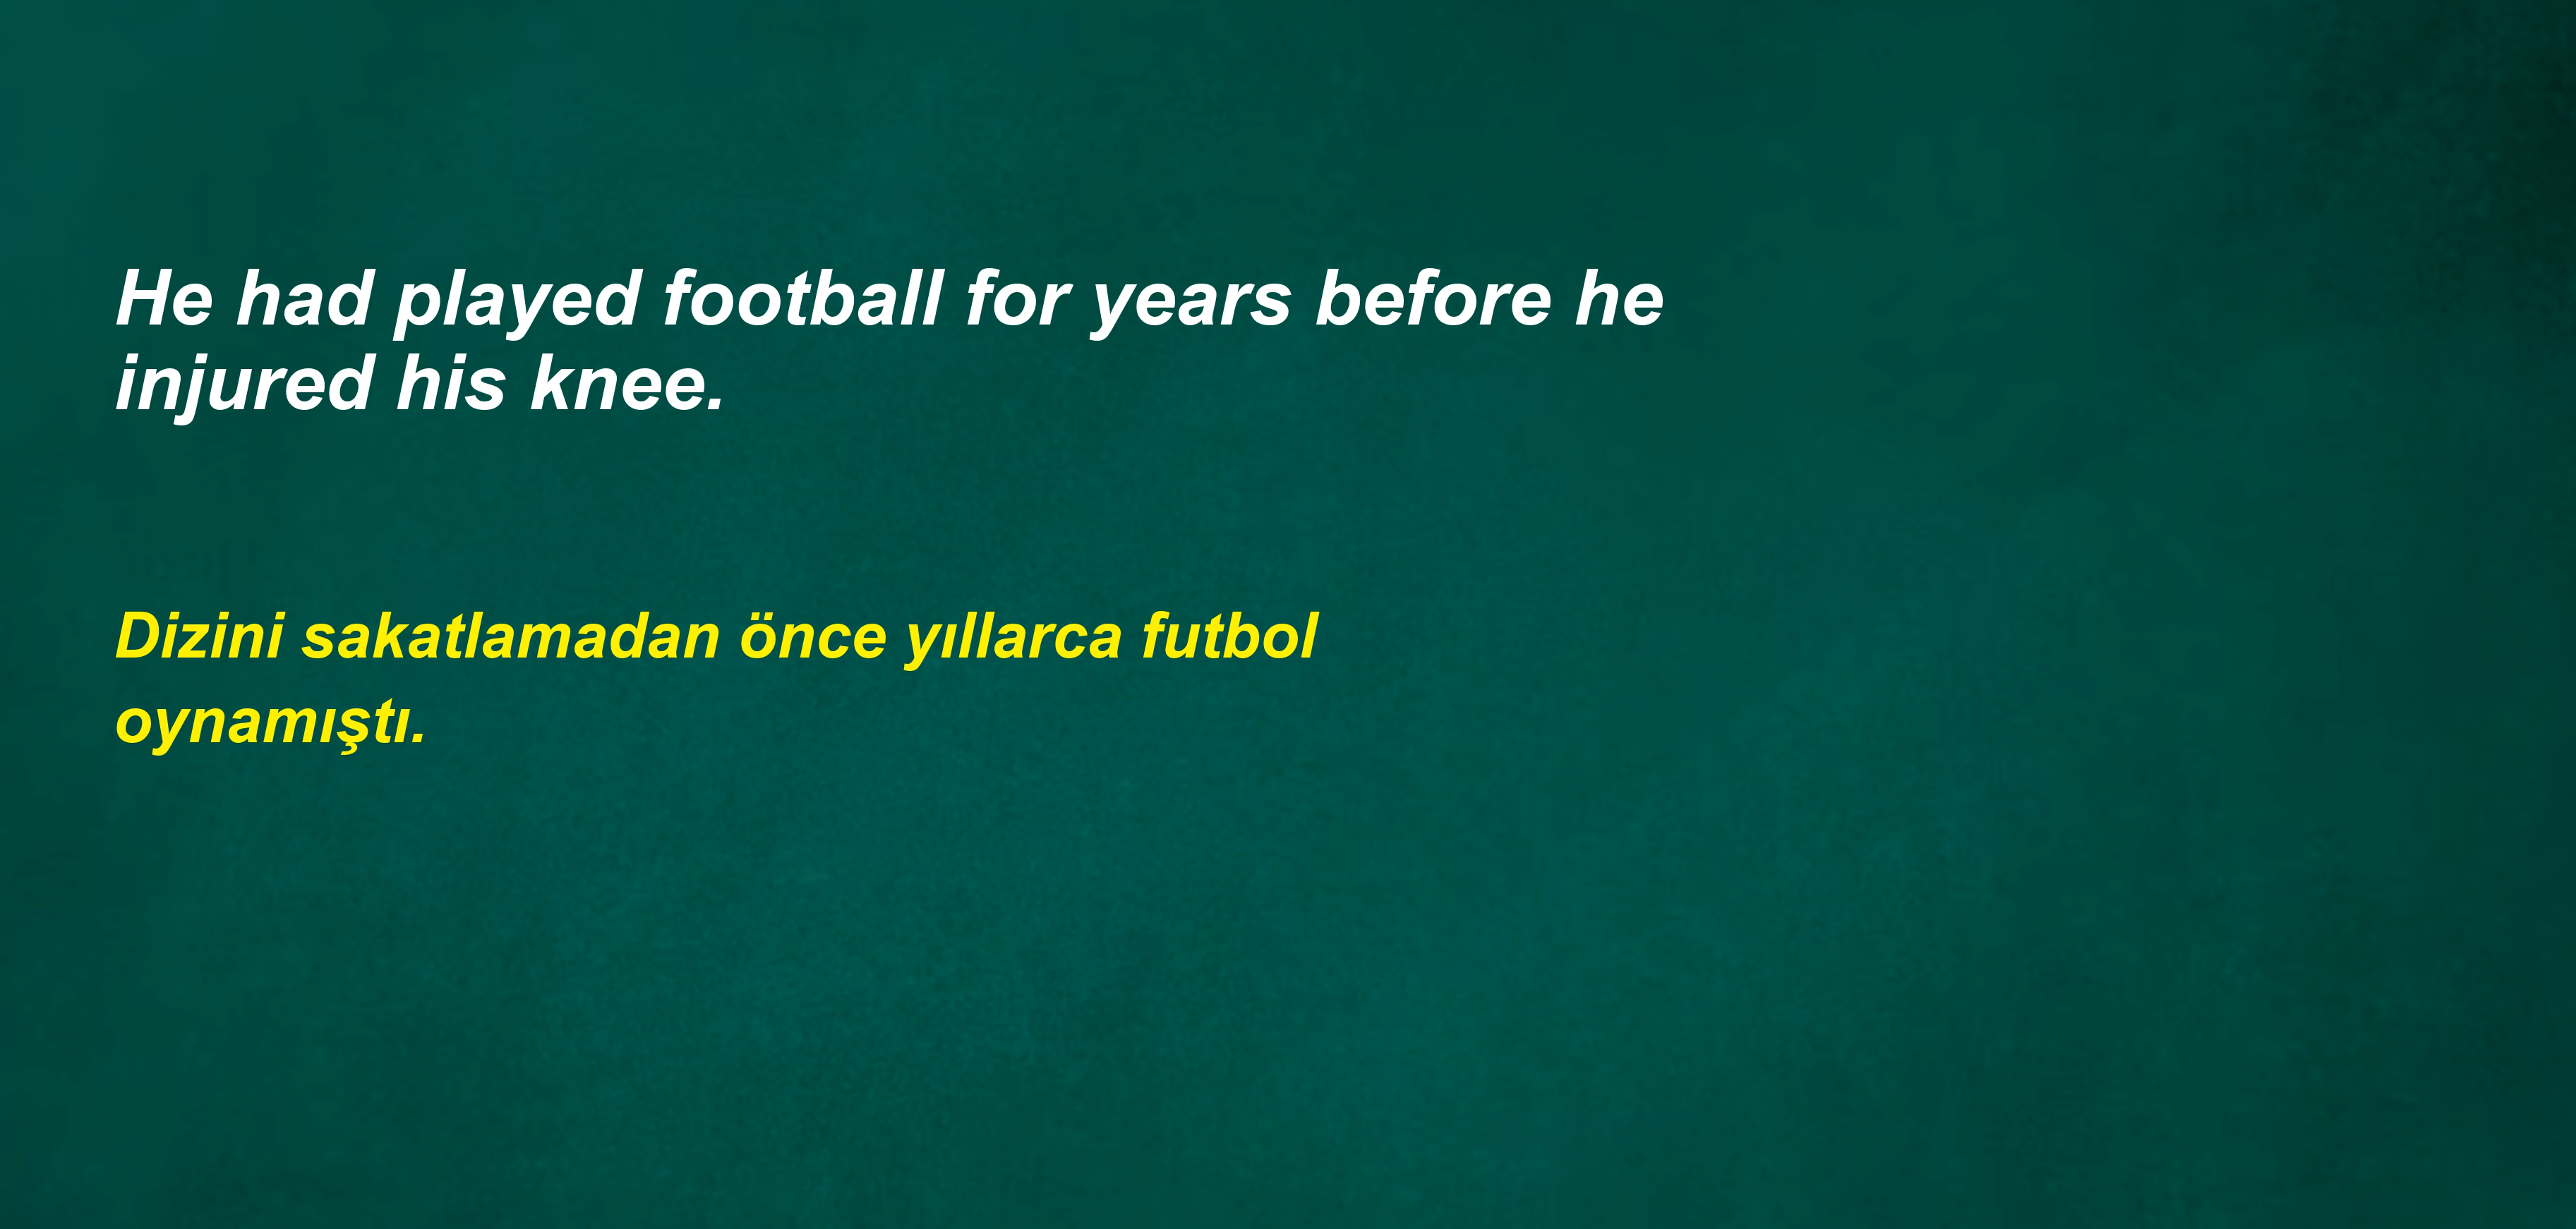 He had played football for years before he
injured his knee.
Dizini sakatlamadan önce yıllarca futbol
oynamıştı.